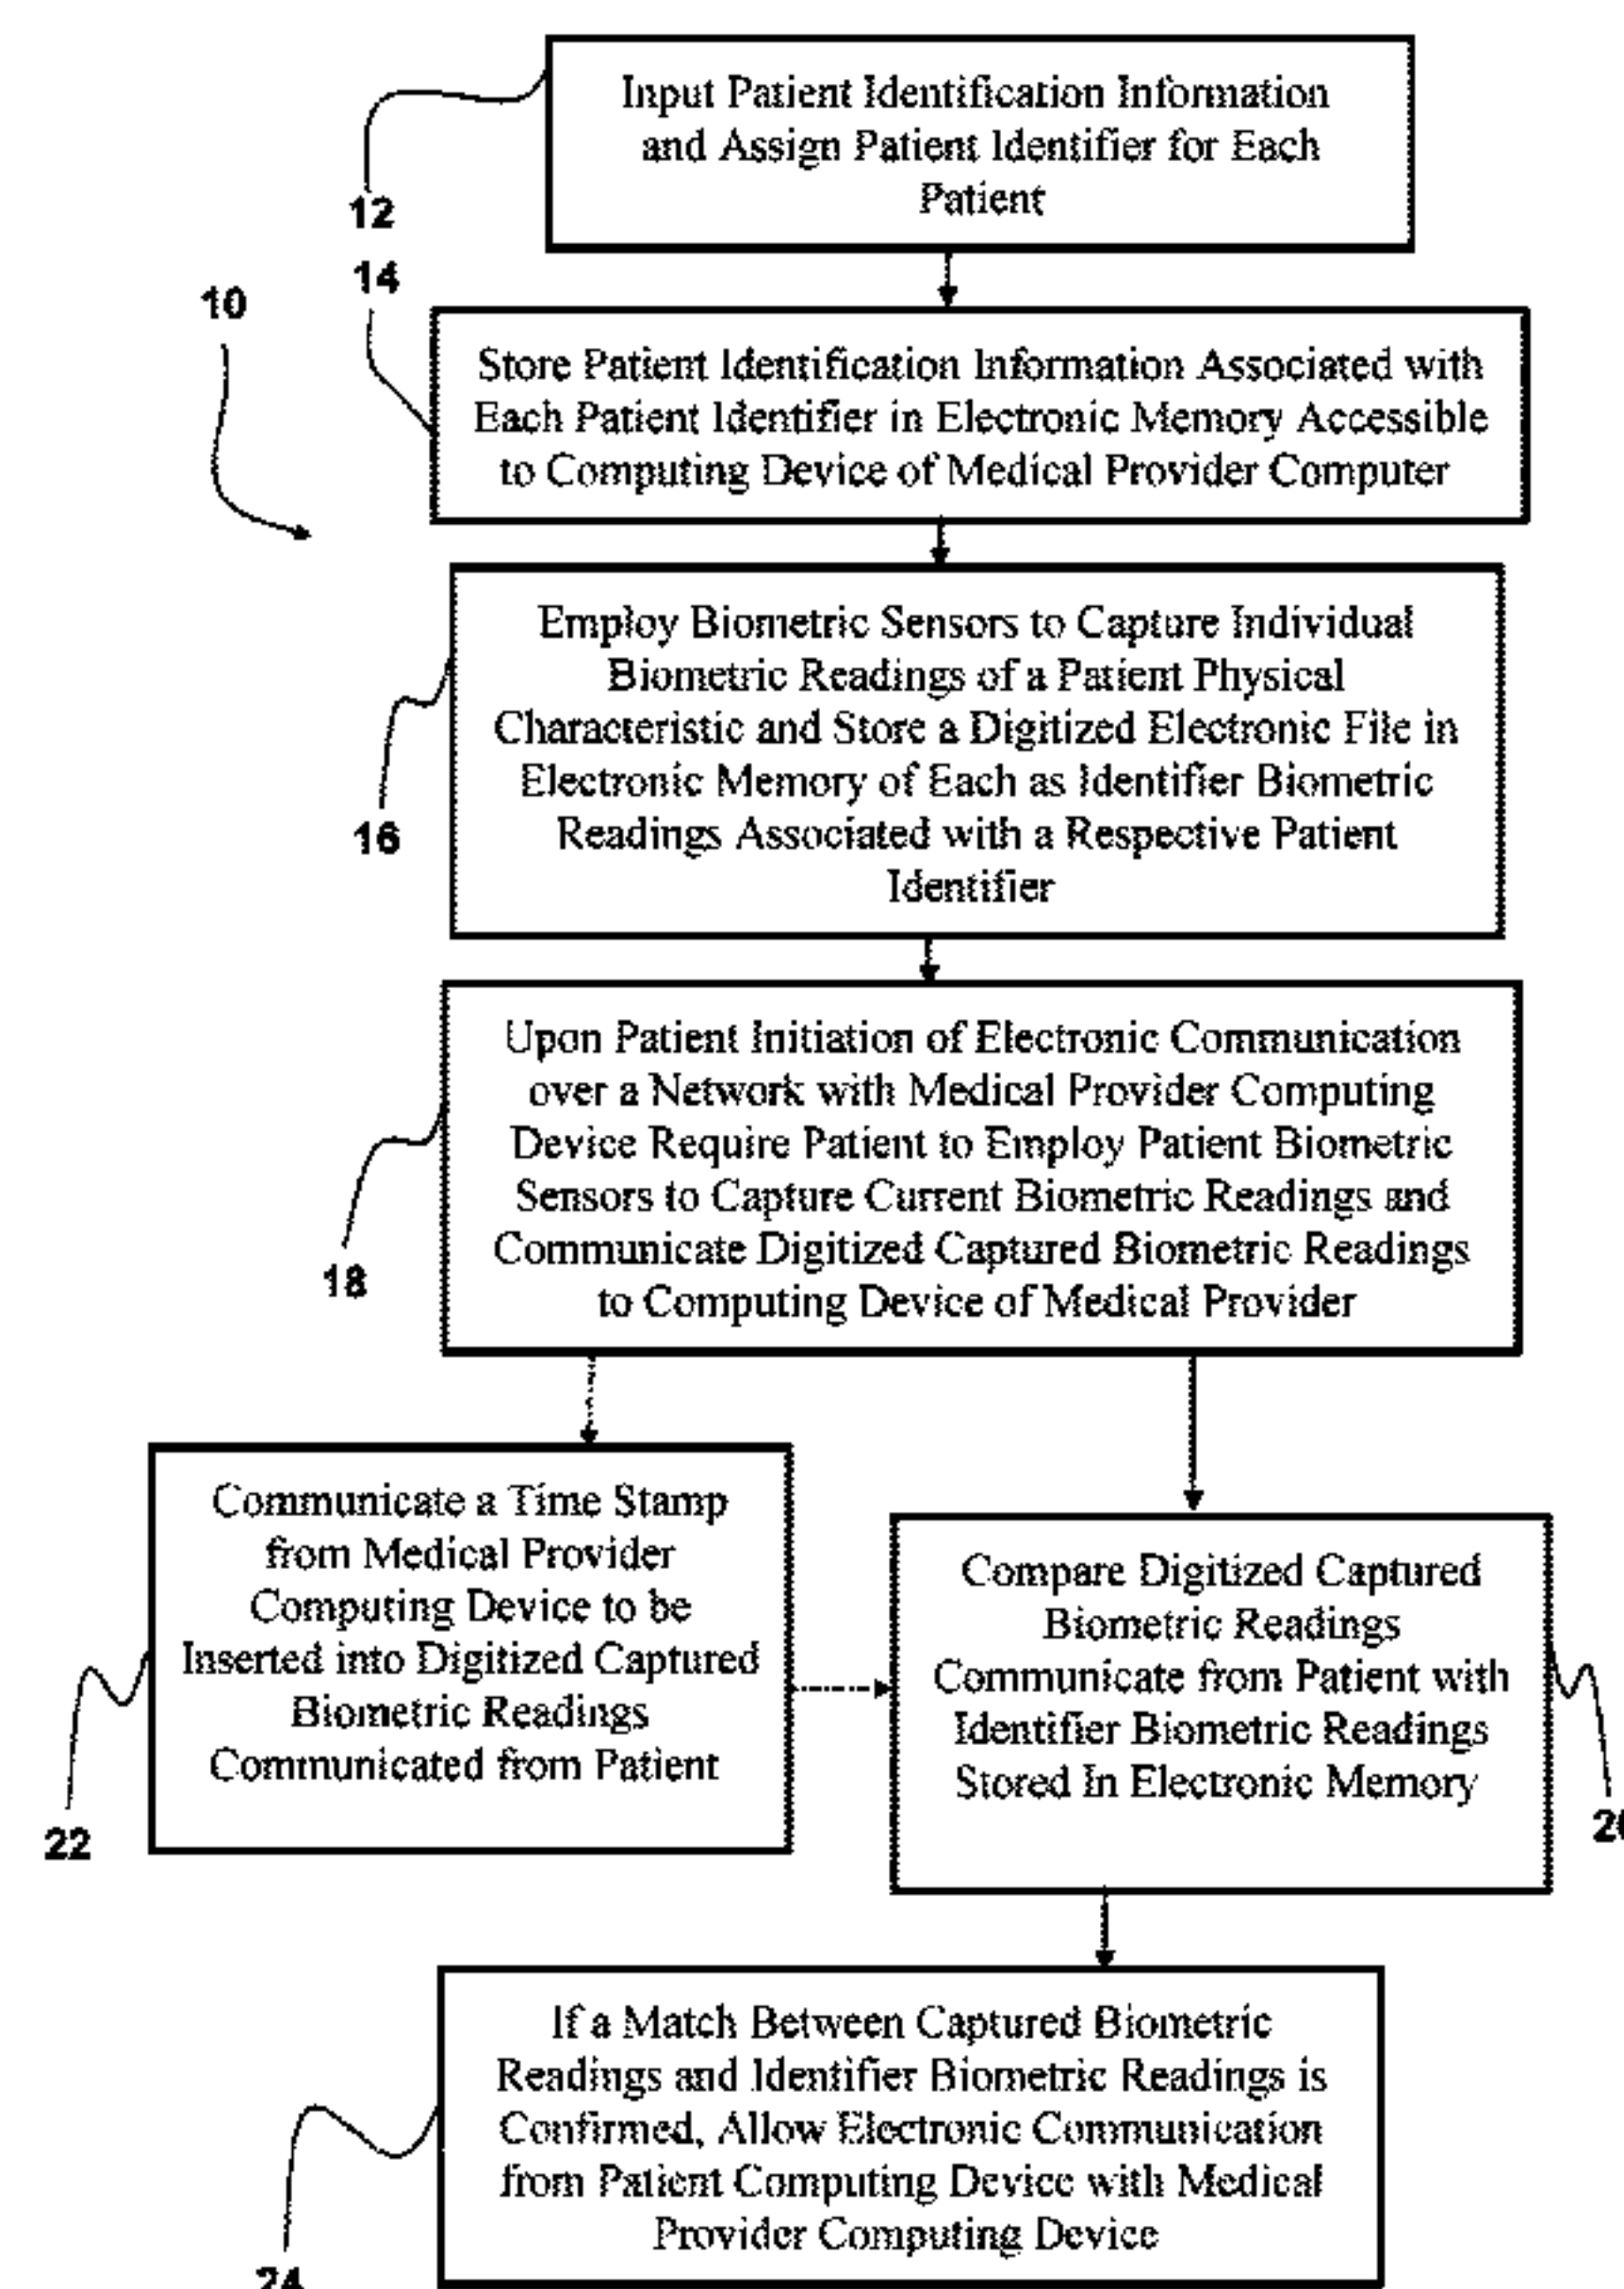 Input Patient Identification Information
and Assign Patient Identifier for Each
Patient
12
14
10
Store Patient Identification Information Associated with
Each Patient Identifier in Electronic Memory Accessible
to Computing Device of Medical Provider Computer
Employ Biometric Sensors to Capture Individual
Biometric Readings of a Patient Physical
Characteristic and Store a Digitized Electronic File in
Electronic Memory of Each as Identifier Biometric
Readings Associated with a Respective Patient
Identifier
16
Upon Patient Initiation of Electronic Communication
over a Network with Medical Provider Computing
Device Require Patient to Employ Patient Biometric
Sensors to Capture Current Biometric Readings and
Communicate Digitized Captured Biometric Readings
to Computing Device of Medical Provider
18
Communicate a Time Stamp
from Medical Provider
Computing Device to be
Inserted into Digitized Captured
Biometric Readings
Communicated from Patient
22
Compare Digitized Captured
Biometric Readings
Communicate from Patient with
Identifier Biometric Readings
Stored In Electronic Memory
20
If a Match Between Captured Biometric
Readings and Identifier Biometric Readings is
Confirmed, Allow Electronic Communication
from Patient Computing Device with Medical
Provider Computing Device
24